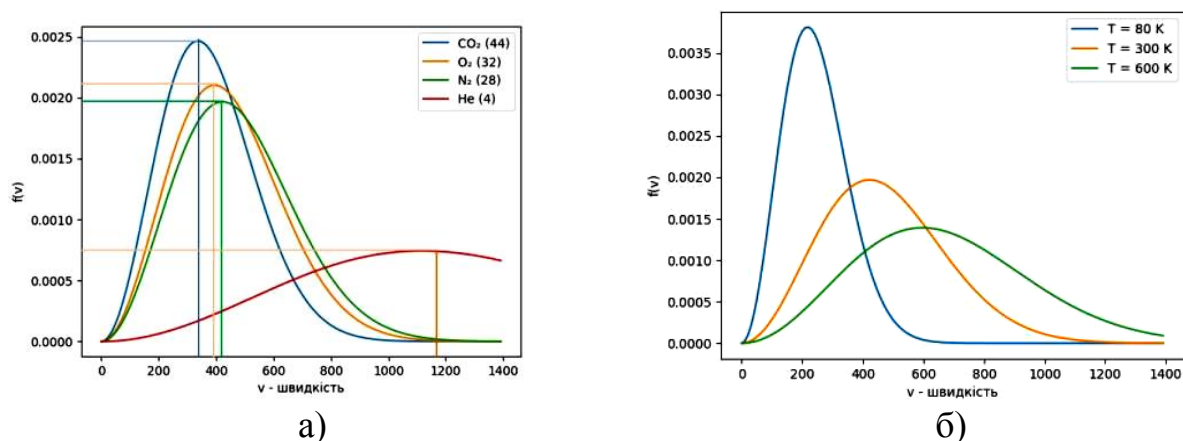 0.0025
0.0020
0.0015
0.0010
0.0005
0.0000
f(v)
CO₂ (44)
O₂ (32)
N₂ (28)
He (4)
0 200 400 600 800 1000 1200 1400
v - швидкість
а)
0.0035
0.0030
0.0025
0.0020
0.0015
0.0010
0.0005
0.0000
f(v)
T = 80 K
T = 300 K
T = 600 K
0 200 400 600 800 1000 1200 1400
v - швидкість
б)